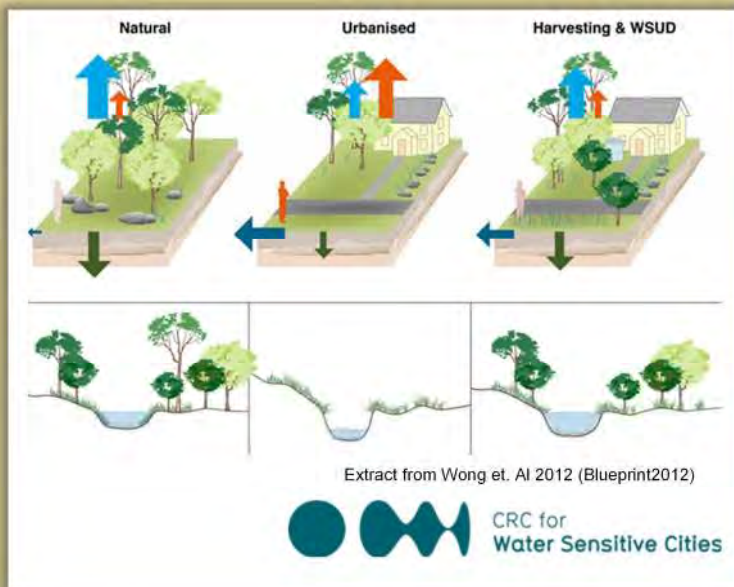 Natural
Urbanised
Harvesting & WSUD
Extract from Wong et. Al 2012 (Blueprint2012)
CRC for
Water Sensitive Cities